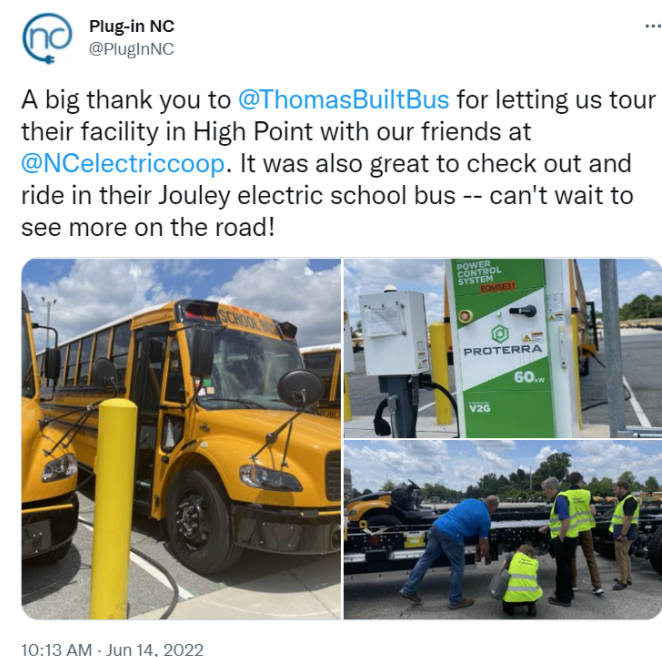 nc
Plug-in NC
@PlugInNC
A big thank you to @ThomasBuiltBus for letting us tour
their facility in High Point with our friends at
@NCelectriccoop. It was also great to check out and
ride in their Jouley electric school bus -- can't wait to
see more on the road!
SCHOOL BUS
POWER
CONTROL
SYSTEM
EQMSE31
PROTERRA
60kW
V2G
10:13 AM · Jun 14, 2022